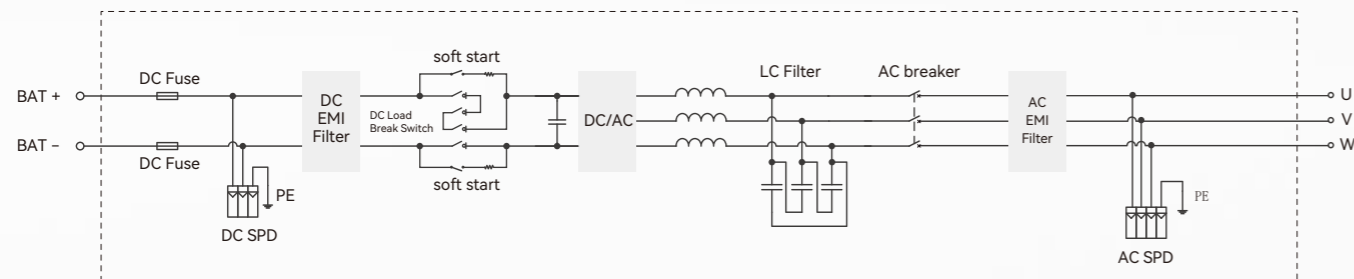 soft start
DC Fuse
LC Filter
AC breaker
BAT +
U
DC
EMI
Filter
DC Load
Break Switch
DC/AC
AC
EMI
Filter
V
BAT −
W
DC Fuse
soft start
PE
PE
DC SPD
AC SPD